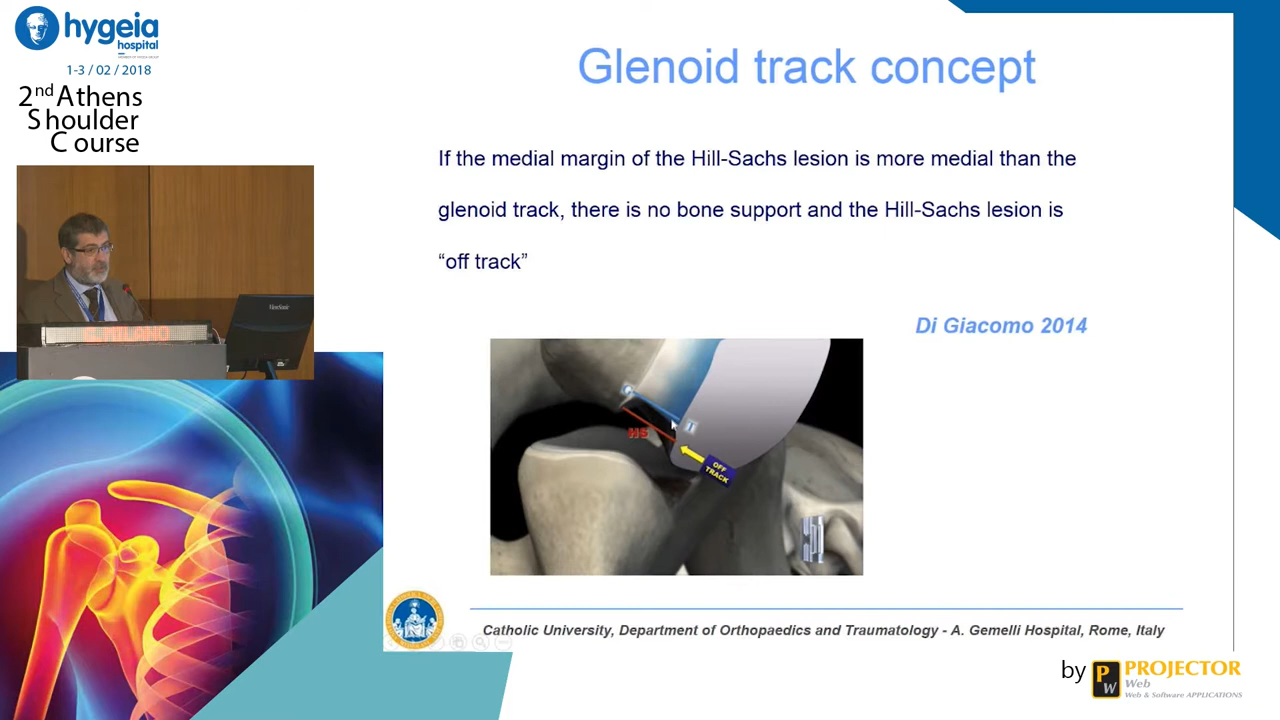 hygeia
hospital
1-3 / 02 / 2018
2nd Athens
Shoulder
Course
Glenoid track concept
If the medial margin of the Hill-Sachs lesion is more medial than the
glenoid track, there is no bone support and the Hill-Sachs lesion is
“off track”
Di Giacomo 2014
HS
OFF
TRACK
ViewSonic
Catholic University, Department of Orthopaedics and Traumatology - A. Gemelli Hospital, Rome, Italy
by
PW
PROJECTOR
Web
Web & Software APPLICATIONS